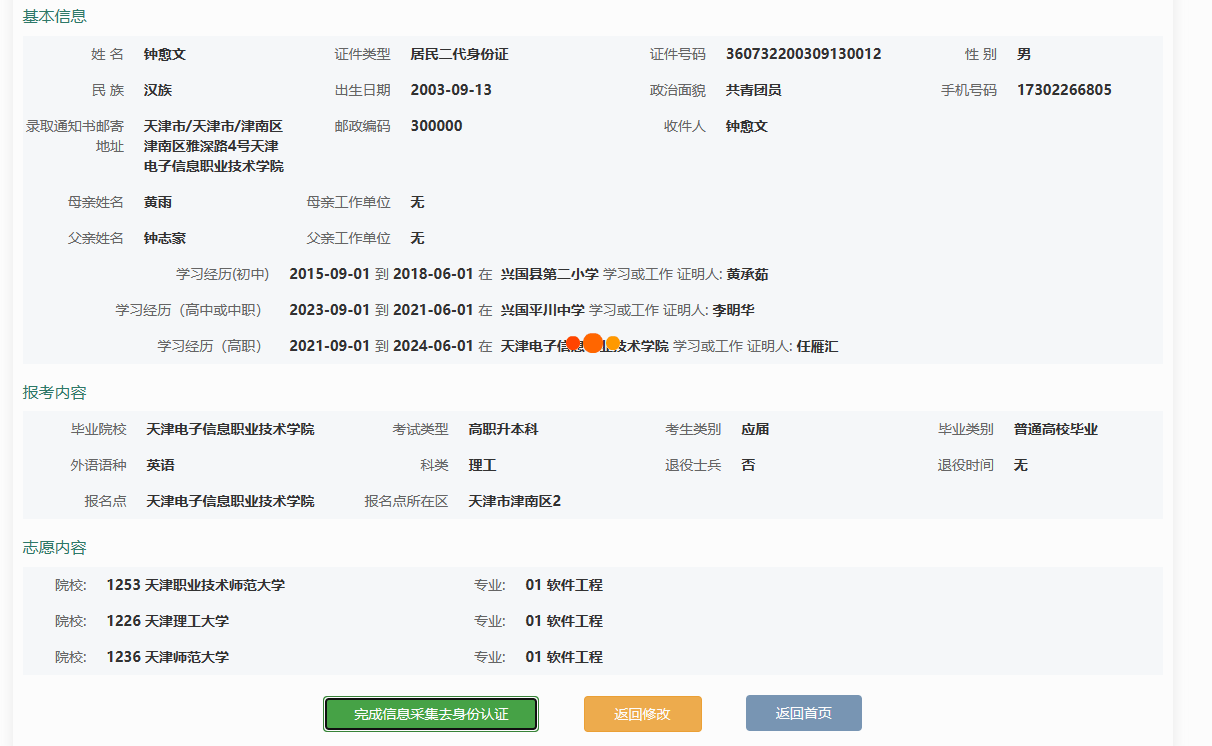 基本信息
姓 名 钟愈文 证件类型 居民二代身份证 证件号码 360732200309130012 性 别 男
民 族 汉族 出生日期 2003-09-13 政治面貌 共青团员 手机号码 17302266805
录取通知书邮寄 天津市/天津市/津南区 邮政编码 300000 收件人 钟愈文
地址 津南区雅深路4号天津
电子信息职业技术学院
母亲姓名 黄雨 母亲工作单位 无
父亲姓名 钟志豪 父亲工作单位 无
学习经历(初中) 2015-09-01 到 2018-06-01 在 兴国县第二小学 学习或工作 证明人: 黄承茹
学习经历（高中或中职） 2023-09-01 到 2021-06-01 在 兴国平川中学 学习或工作 证明人: 李明华
学习经历（高职） 2021-09-01 到 2024-06-01 在 天津电子信息职业技术学院 学习或工作 证明人: 任雁汇
报考内容
毕业院校 天津电子信息职业技术学院 考试类型 高职升本科 考生类别 应届 毕业类别 普通高校毕业
外语语种 英语 科类 理工 退役士兵 否 退役时间 无
报名点 天津电子信息职业技术学院 报名点所在区 天津市津南区2
志愿内容
院校: 1253 天津职业技术师范大学 专业: 01 软件工程
院校: 1226 天津理工大学 专业: 01 软件工程
院校: 1236 天津师范大学 专业: 01 软件工程
完成信息采集去身份认证 返回修改 返回首页